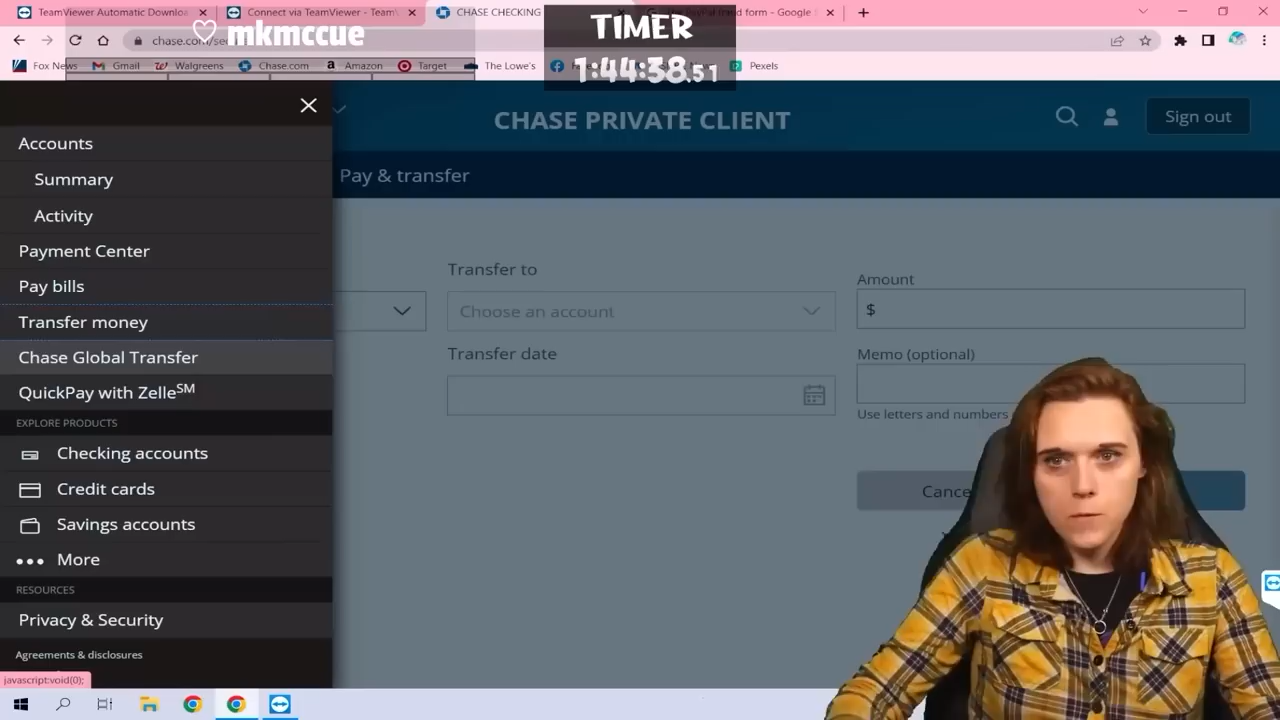 TeamViewer Automatic Downloa
Connect via TeamViewer - TeamV
CHASE CHECKING
form - Google
chase.com/se
mkmccue
TIMER
1:44:38.51
Fox News
Gmail
Walgreens
Chase.com
Amazon
Target
The Lowe's
Pexels
CHASE PRIVATE CLIENT
Sign out
Pay & transfer
Accounts
Summary
Activity
Payment Center
Pay bills
Transfer money
Chase Global Transfer
QuickPay with Zelle℠
EXPLORE PRODUCTS
Checking accounts
Credit cards
Savings accounts
More
RESOURCES
Privacy & Security
Agreements & disclosures
javascript:void(0);
Transfer to
Choose an account
Transfer date
Amount
$
Memo (optional)
Use letters and numbers
Cance